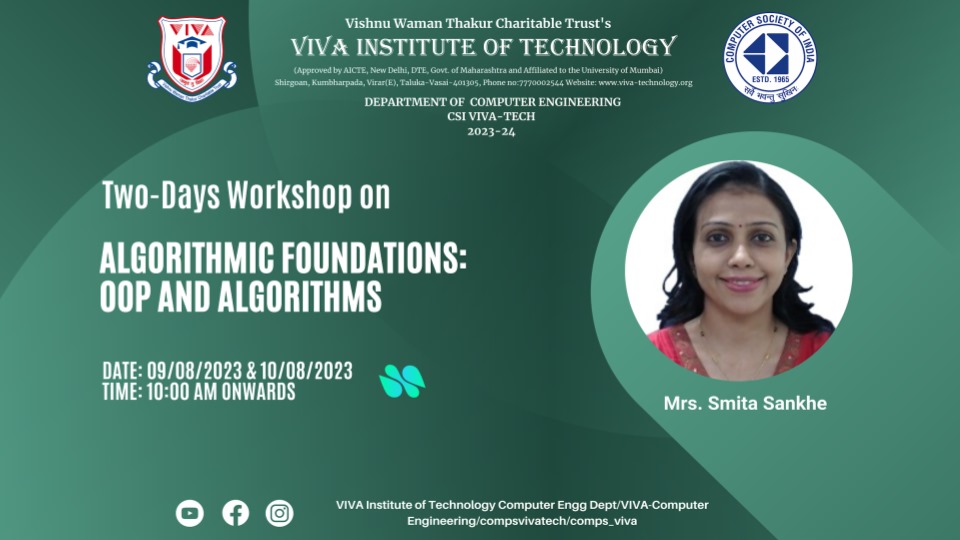 Vishnu Waman Thakur Charitable Trust's
VIVA INSTITUTE OF TECHNOLOGY
(Approved by AICTE, New Delhi, DTE, Govt. of Maharashtra and Affiliated to the University of Mumbai)
Shirgoan, Kumbharpada, Virar(E), Taluka-Vasai-401305, Phone no:7770002544 Website: www.viva-technology.org
DEPARTMENT OF COMPUTER ENGINEERING
CSI VIVA-TECH
2023-24
VIVA
COMPUTER SOCIETY OF INDIA
ESTD. 1965
सर्वे भवन्तु सुखिनः
Two-Days Workshop on
ALGORITHMIC FOUNDATIONS:
OOP AND ALGORITHMS
DATE: 09/08/2023 & 10/08/2023
TIME: 10:00 AM ONWARDS
Mrs. Smita Sankhe
VIVA Institute of Technology Computer Engg Dept/VIVA-Computer
Engineering/compsvivatech/comps_viva